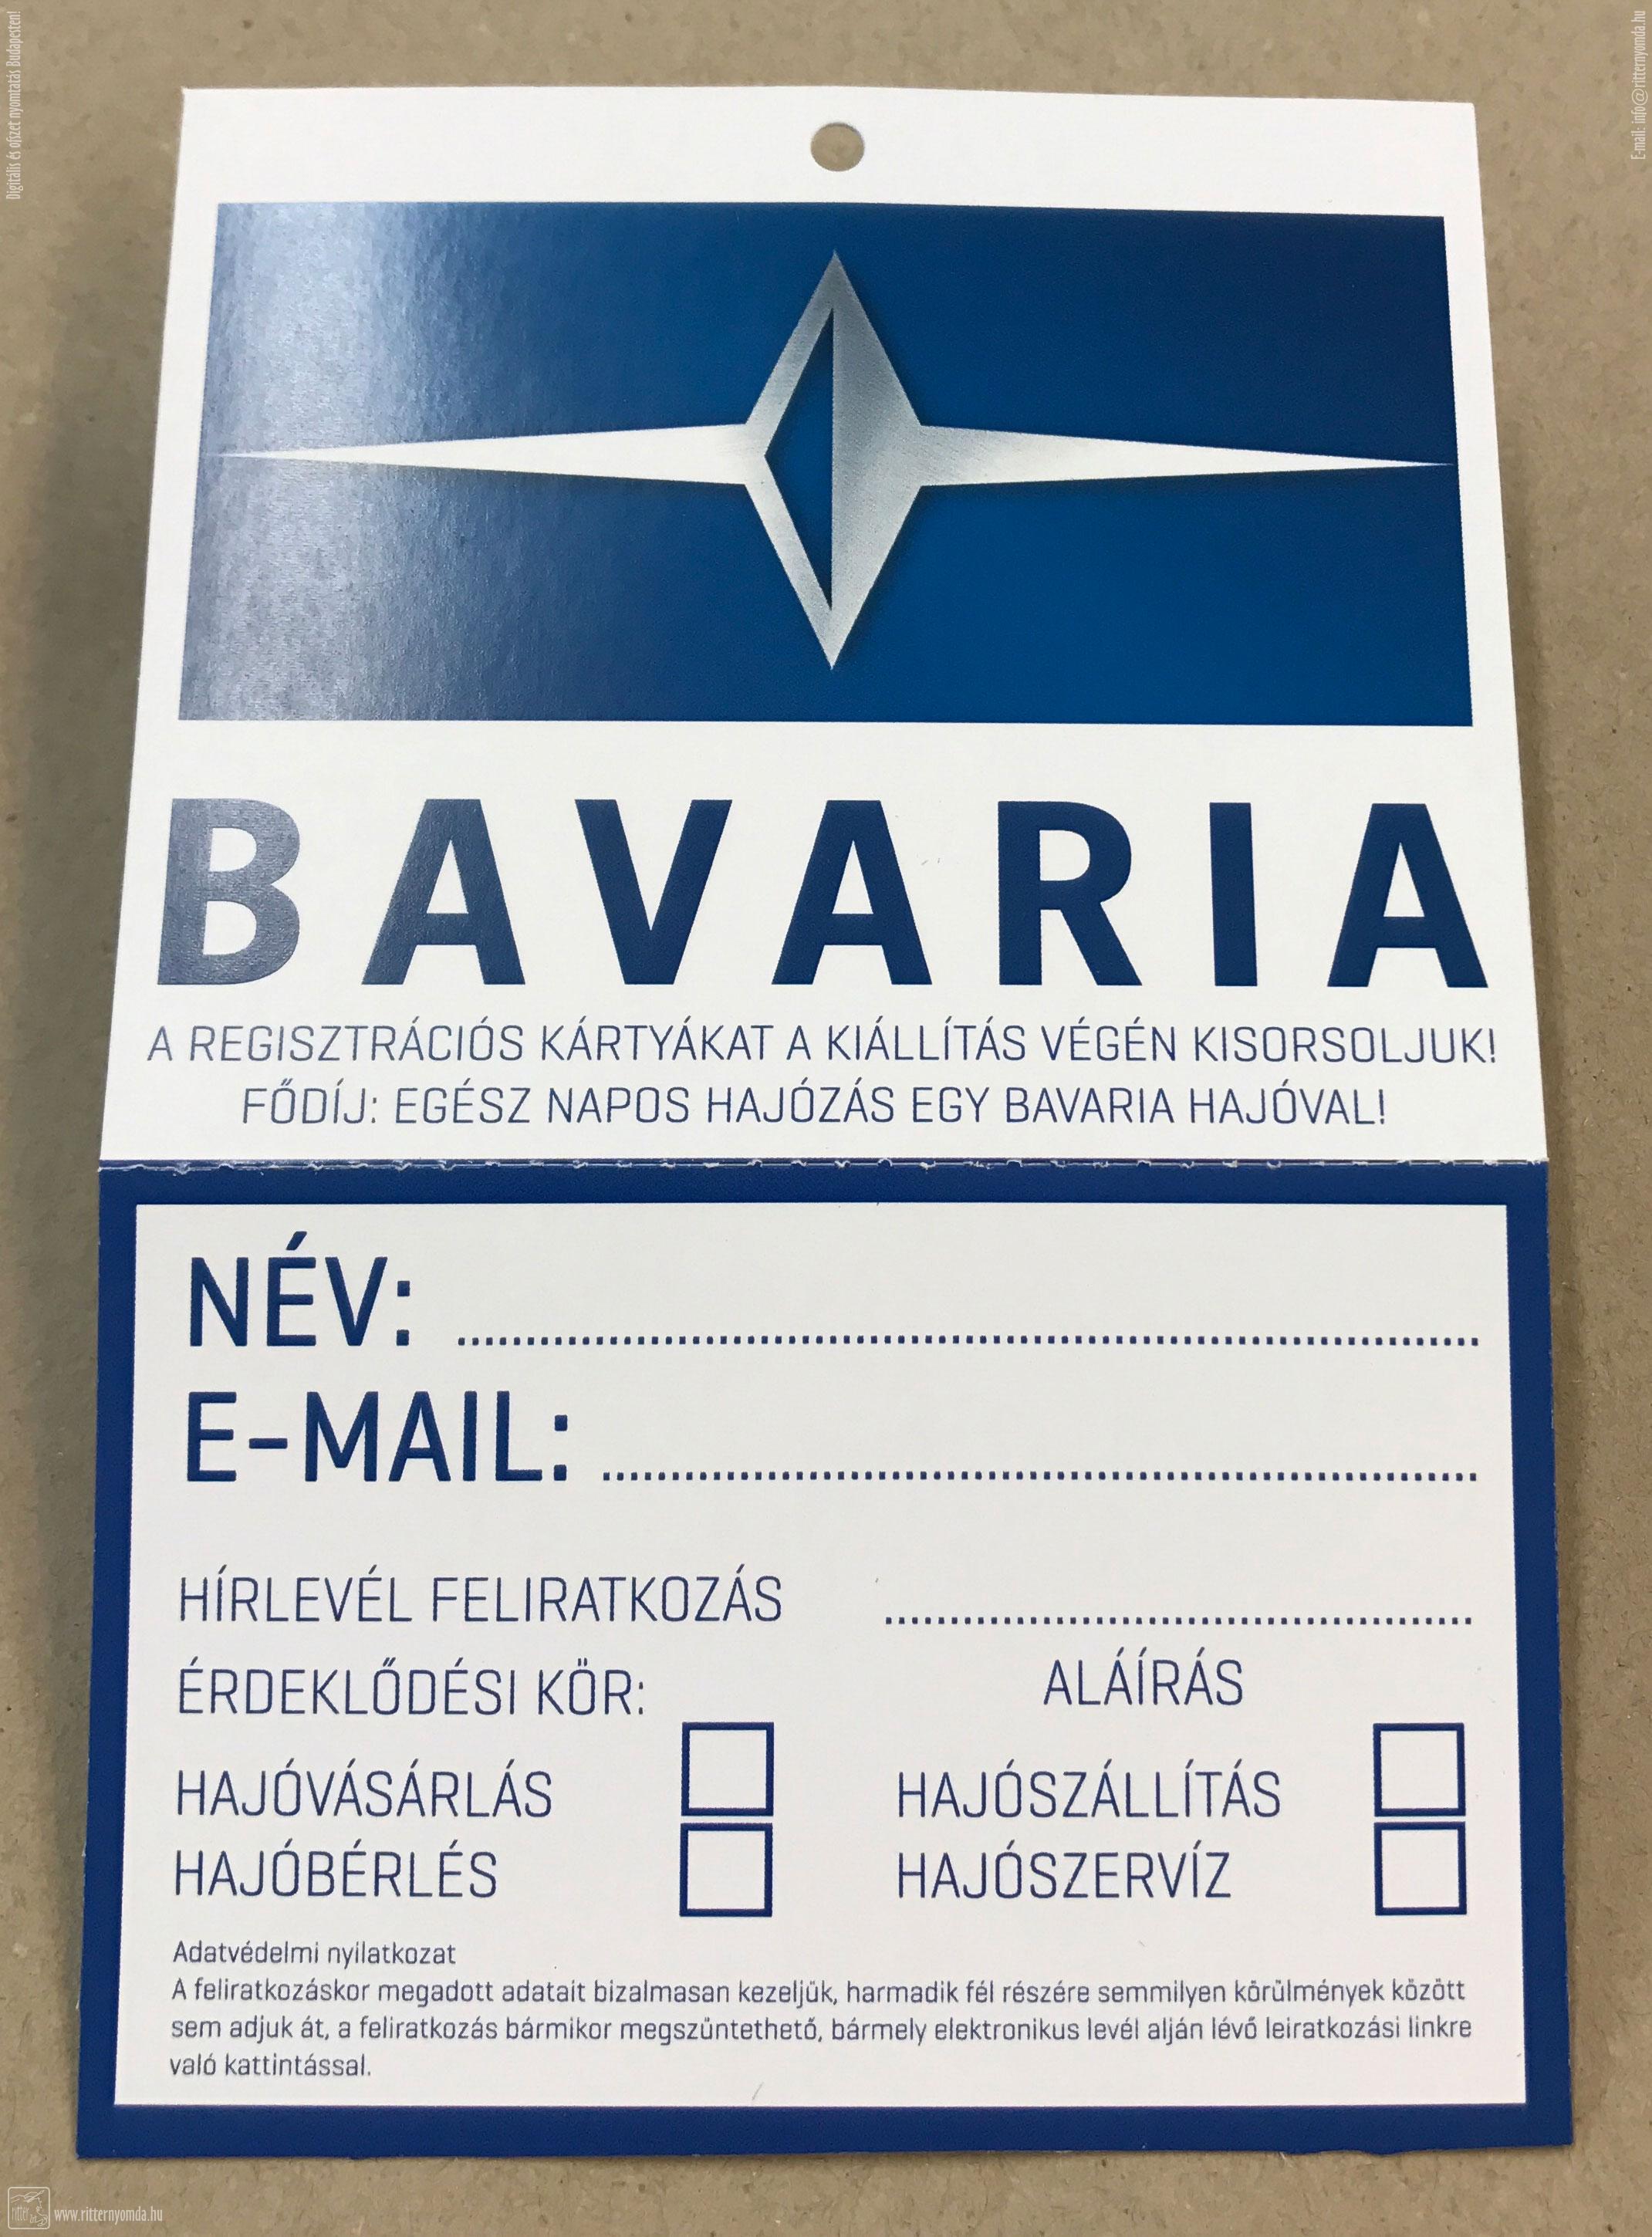 Digitális és ofszet nyomtatás Budapesten!
E-mail: info@ritternyomda.hu
BAVARIA
A REGISZTRÁCIÓS KÁRTYÁKAT A KIÁLLÍTÁS VÉGÉN KISORSOLJUK!
FŐDÍJ: EGÉSZ NAPOS HAJÓZÁS EGY BAVARIA HAJÓVAL!
NÉV: ..........
E-MAIL: ..........
HÍRLEVÉL FELIRATKOZÁS ..........
ÉRDEKLŐDÉSI KÖR: ALÁÍRÁS
HAJÓVÁSÁRLÁS HAJÓSZÁLLÍTÁS
HAJÓBÉRLÉS HAJÓSZERVÍZ
Adatvédelmi nyilatkozat
A feliratkozáskor megadott adatait bizalmasan kezeljük, harmadik fél részére semmilyen körülmények között
sem adjuk át, a feliratkozás bármikor megszüntethető, bármely elektronikus levél alján lévő leiratkozási linkre
való kattintással.
www.ritternyomda.hu